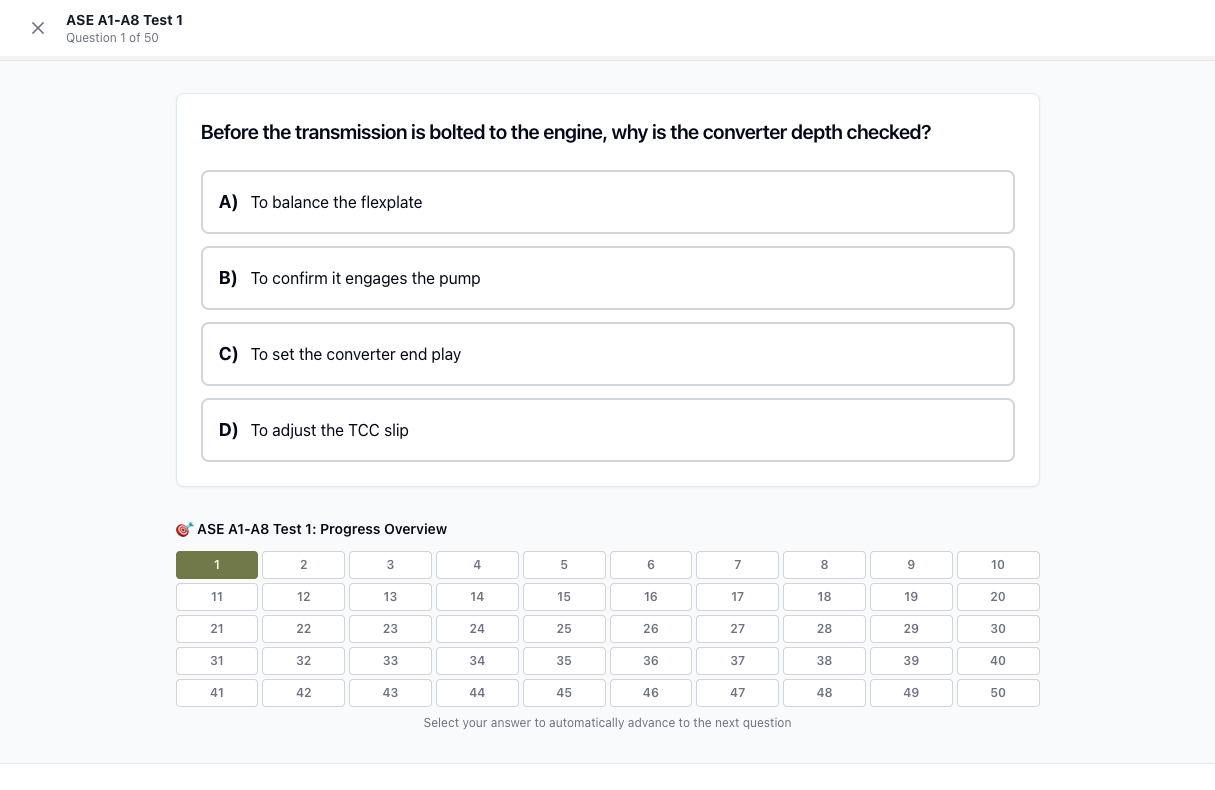 ASE A1-A8 Test 1
Question 1 of 50
Before the transmission is bolted to the engine, why is the converter depth checked?
A) To balance the flexplate
B) To confirm it engages the pump
C) To set the converter end play
D) To adjust the TCC slip
🎯 ASE A1-A8 Test 1: Progress Overview
1 2 3 4 5 6 7 8 9 10
11 12 13 14 15 16 17 18 19 20
21 22 23 24 25 26 27 28 29 30
31 32 33 34 35 36 37 38 39 40
41 42 43 44 45 46 47 48 49 50
Select your answer to automatically advance to the next question